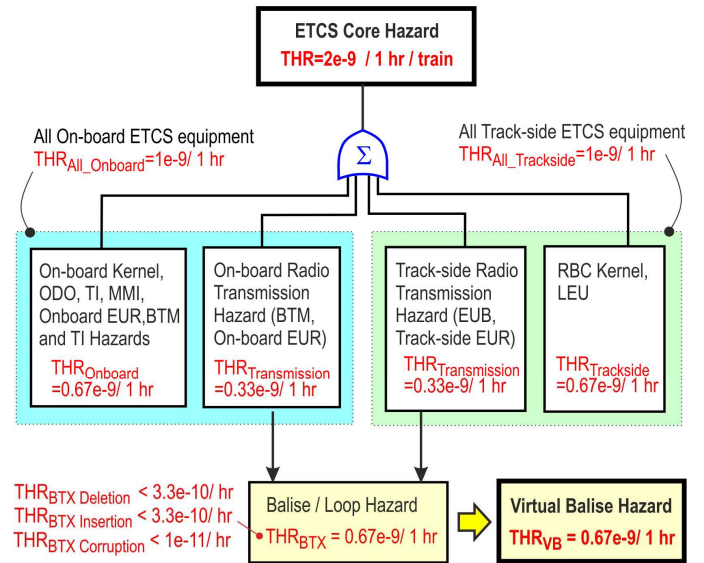 ETCS Core Hazard
THR=2e-9 / 1 hr / train
All On-board ETCS equipment
THRAll_Onboard=1e-9/ 1 hr
All Track-side ETCS equipment
THRAll_Trackside=1e-9/ 1 hr
Σ
On-board Kernel,
ODO, TI, MMI,
Onboard EUR,BTM
and TI Hazards
THROnboard
=0.67e-9/ 1 hr
On-board Radio
Transmission
Hazard (BTM,
On-board EUR)
THRTransmission
=0.33e-9/ 1 hr
Track-side Radio
Transmission
Hazard (EUB,
Track-side EUR)
THRTransmission
=0.33e-9/ 1 hr
RBC Kernel,
LEU
THRTrackside
=0.67e-9/ 1 hr
THRBTX Deletion < 3.3e-10/ hr
THRBTX Insertion < 3.3e-10/ hr
THRBTX Corruption < 1e-11/ hr
Balise / Loop Hazard
THRBTX = 0.67e-9/ 1 hr
Virtual Balise Hazard
THRVB = 0.67e-9/ 1 hr